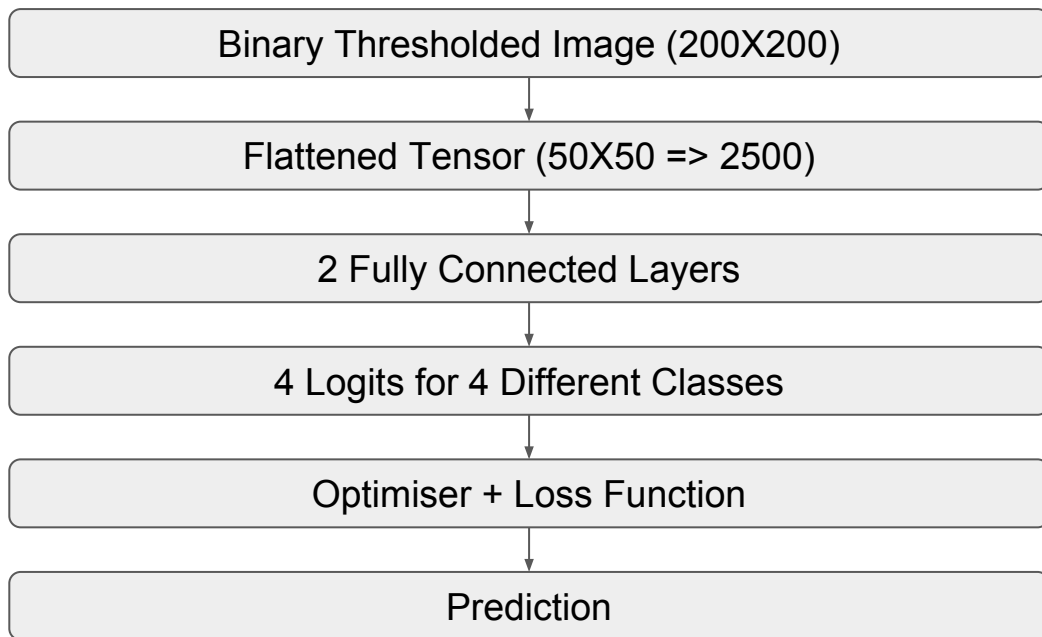 Binary Thresholded Image (200X200)
Flattened Tensor (50X50 => 2500)
2 Fully Connected Layers
4 Logits for 4 Different Classes
Optimiser + Loss Function
Prediction